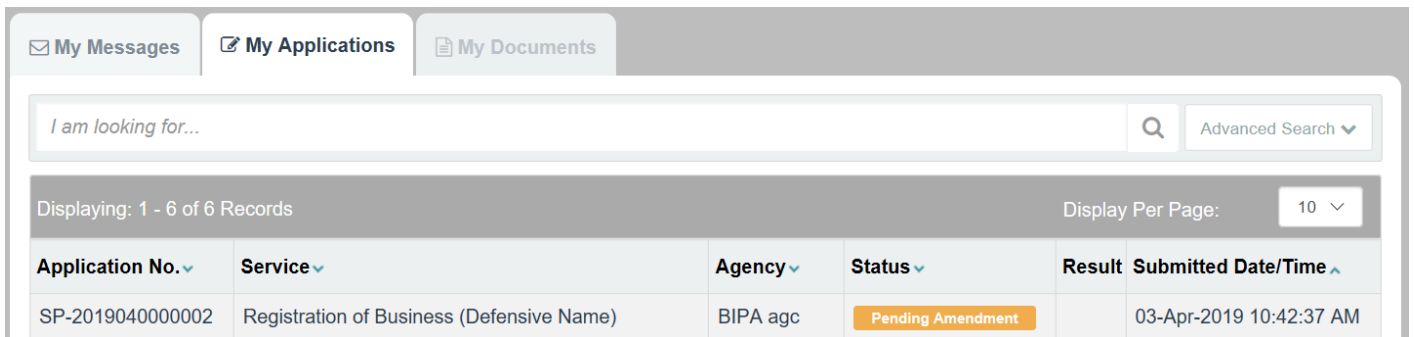 My Messages My Applications My Documents
I am looking for... Advanced Search
Displaying: 1 - 6 of 6 Records Display Per Page: 10
Application No. Service Agency Status Result Submitted Date/Time
SP-2019040000002 Registration of Business (Defensive Name) BIPA agc Pending Amendment 03-Apr-2019 10:42:37 AM